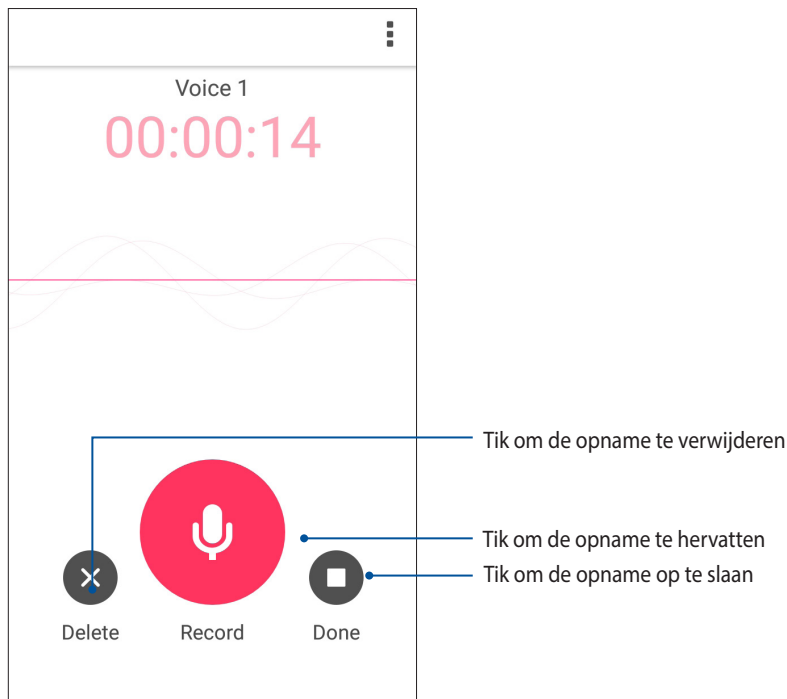 Voice 1
00:00:14
Tik om de opname te verwijderen
Tik om de opname te hervatten
Tik om de opname op te slaan
Delete Record Done